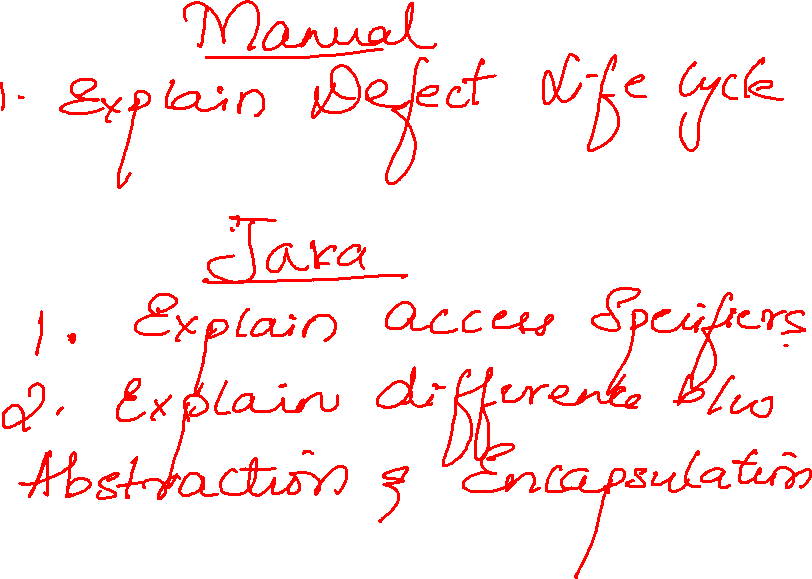 Manual
1. Explain Defect Life Cycle
Java
1. Explain access Specifiers
2. Explain difference b/w
Abstraction & Encapsulation